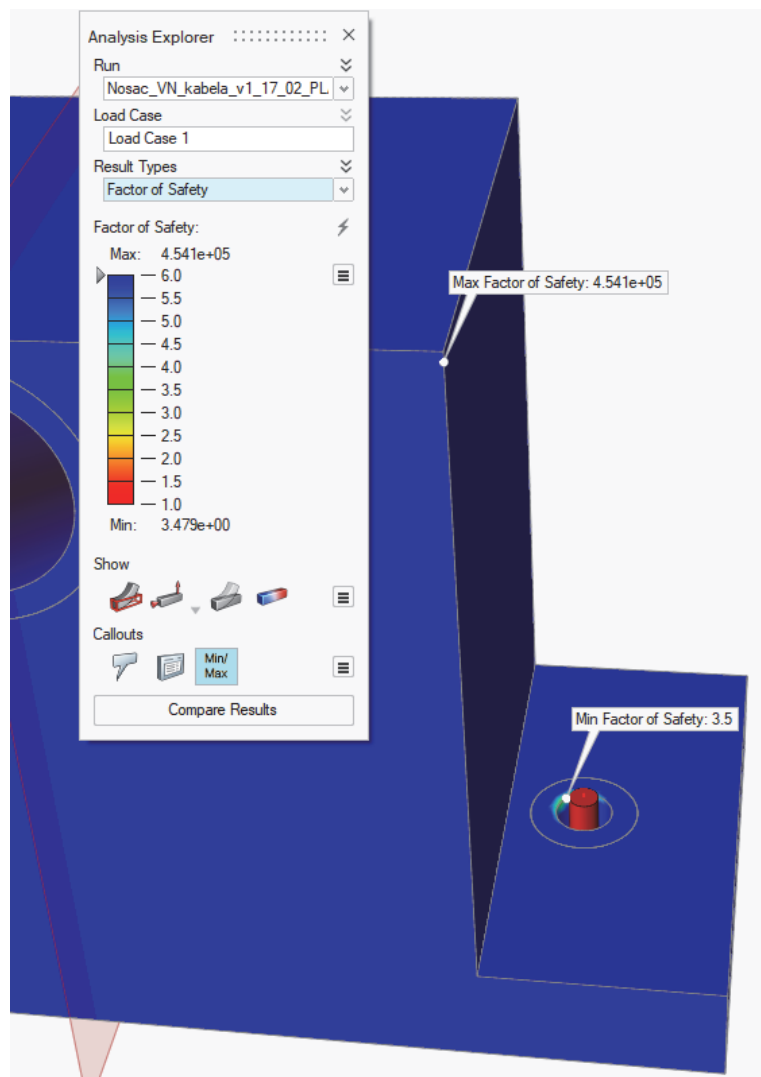 Analysis Explorer
Run
Nosac_VN_kabela_v1_17_02_PL.
Load Case
Load Case 1
Result Types
Factor of Safety
Factor of Safety:
Max: 4.541e+05
6.0
5.5
5.0
4.5
4.0
3.5
3.0
2.5
2.0
1.5
1.0
Min: 3.479e+00
Show
Callouts
Min/
Max
Compare Results
Max Factor of Safety: 4.541e+05
Min Factor of Safety: 3.5